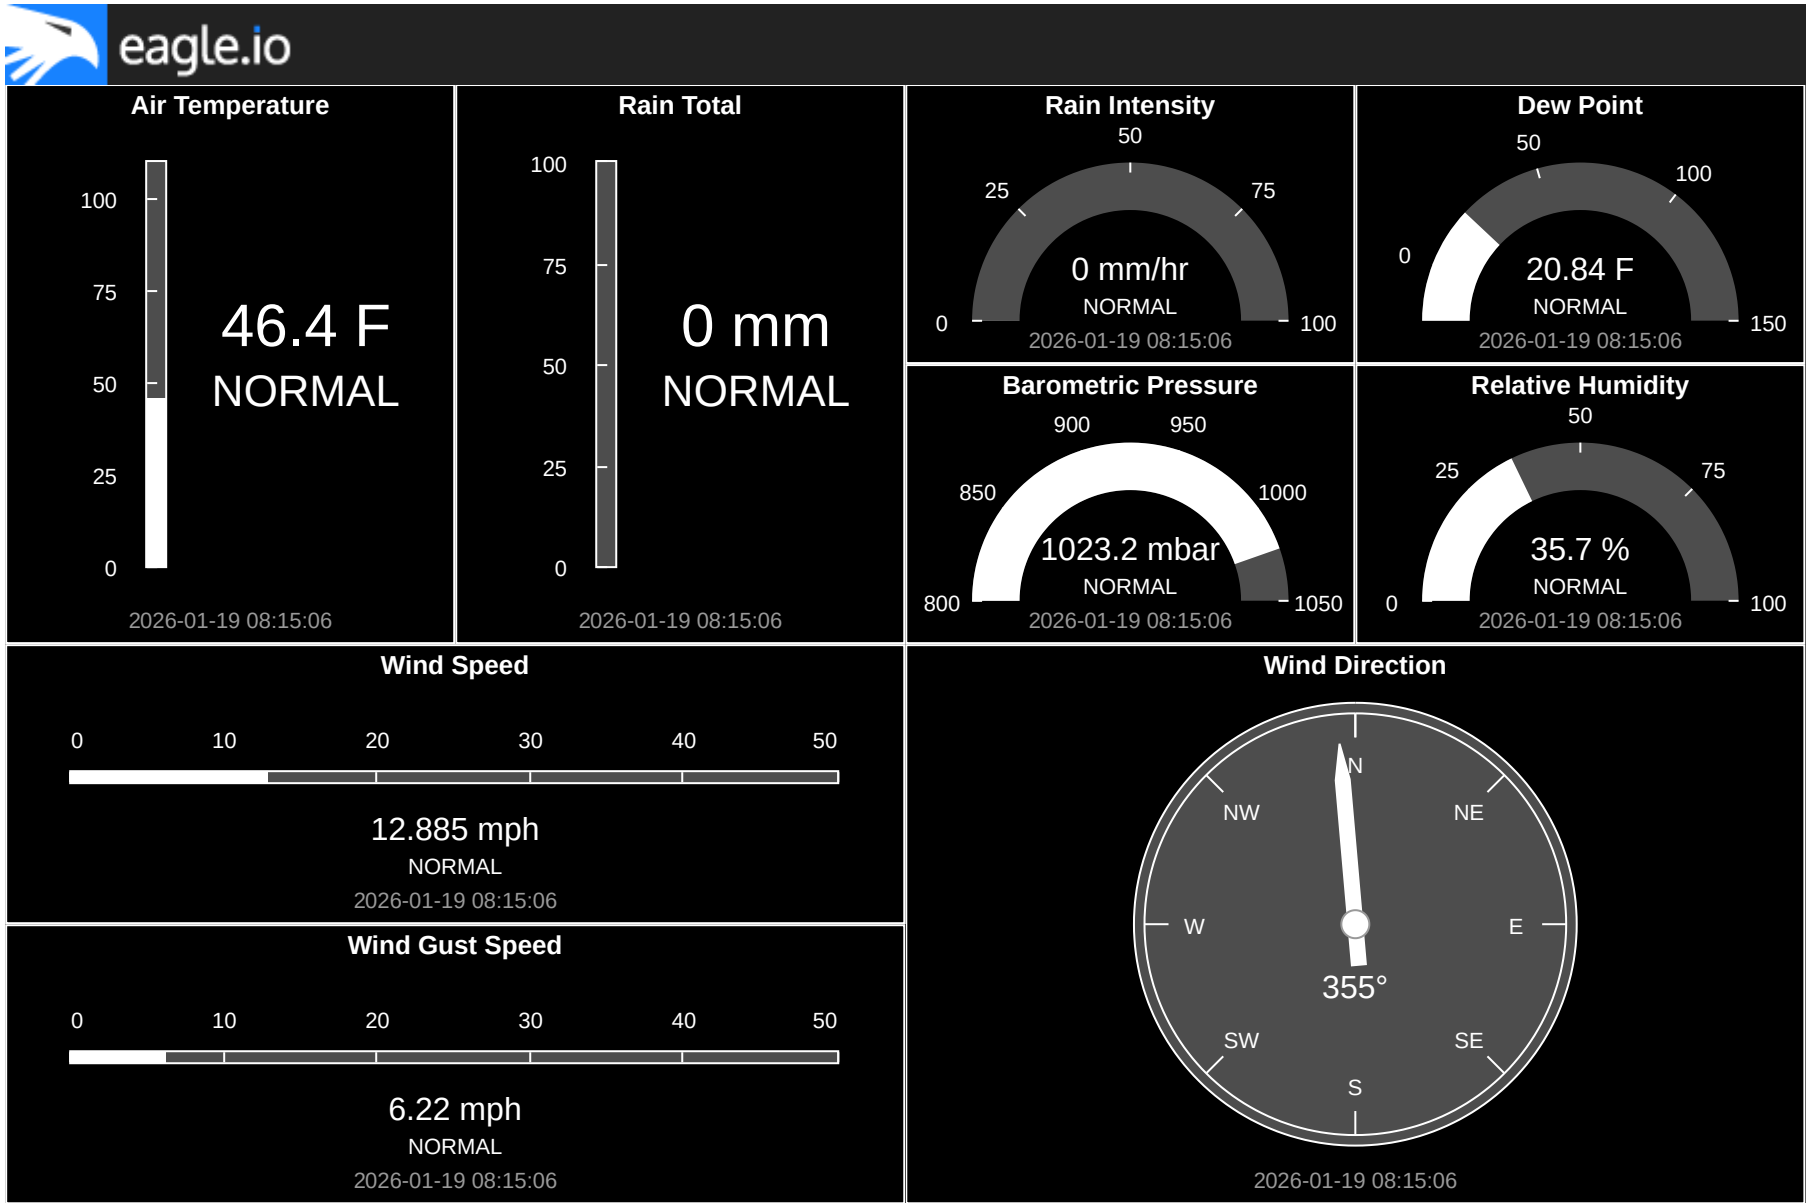 eagle.io
Air Temperature
100
75
50
25
0
46.4 F
NORMAL
2026-01-19 08:15:06
Rain Total
100
75
50
25
0
0 mm
NORMAL
2026-01-19 08:15:06
Rain Intensity
0
25
50
75
100
0 mm/hr
NORMAL
2026-01-19 08:15:06
Dew Point
0
50
100
150
20.84 F
NORMAL
2026-01-19 08:15:06
Barometric Pressure
800
850
900
950
1000
1050
1023.2 mbar
NORMAL
2026-01-19 08:15:06
Relative Humidity
0
25
50
75
100
35.7 %
NORMAL
2026-01-19 08:15:06
Wind Speed
0 10 20 30 40 50
12.885 mph
NORMAL
2026-01-19 08:15:06
Wind Gust Speed
0 10 20 30 40 50
6.22 mph
NORMAL
2026-01-19 08:15:06
Wind Direction
N
NW NE
W E
355°
SW SE
S
2026-01-19 08:15:06